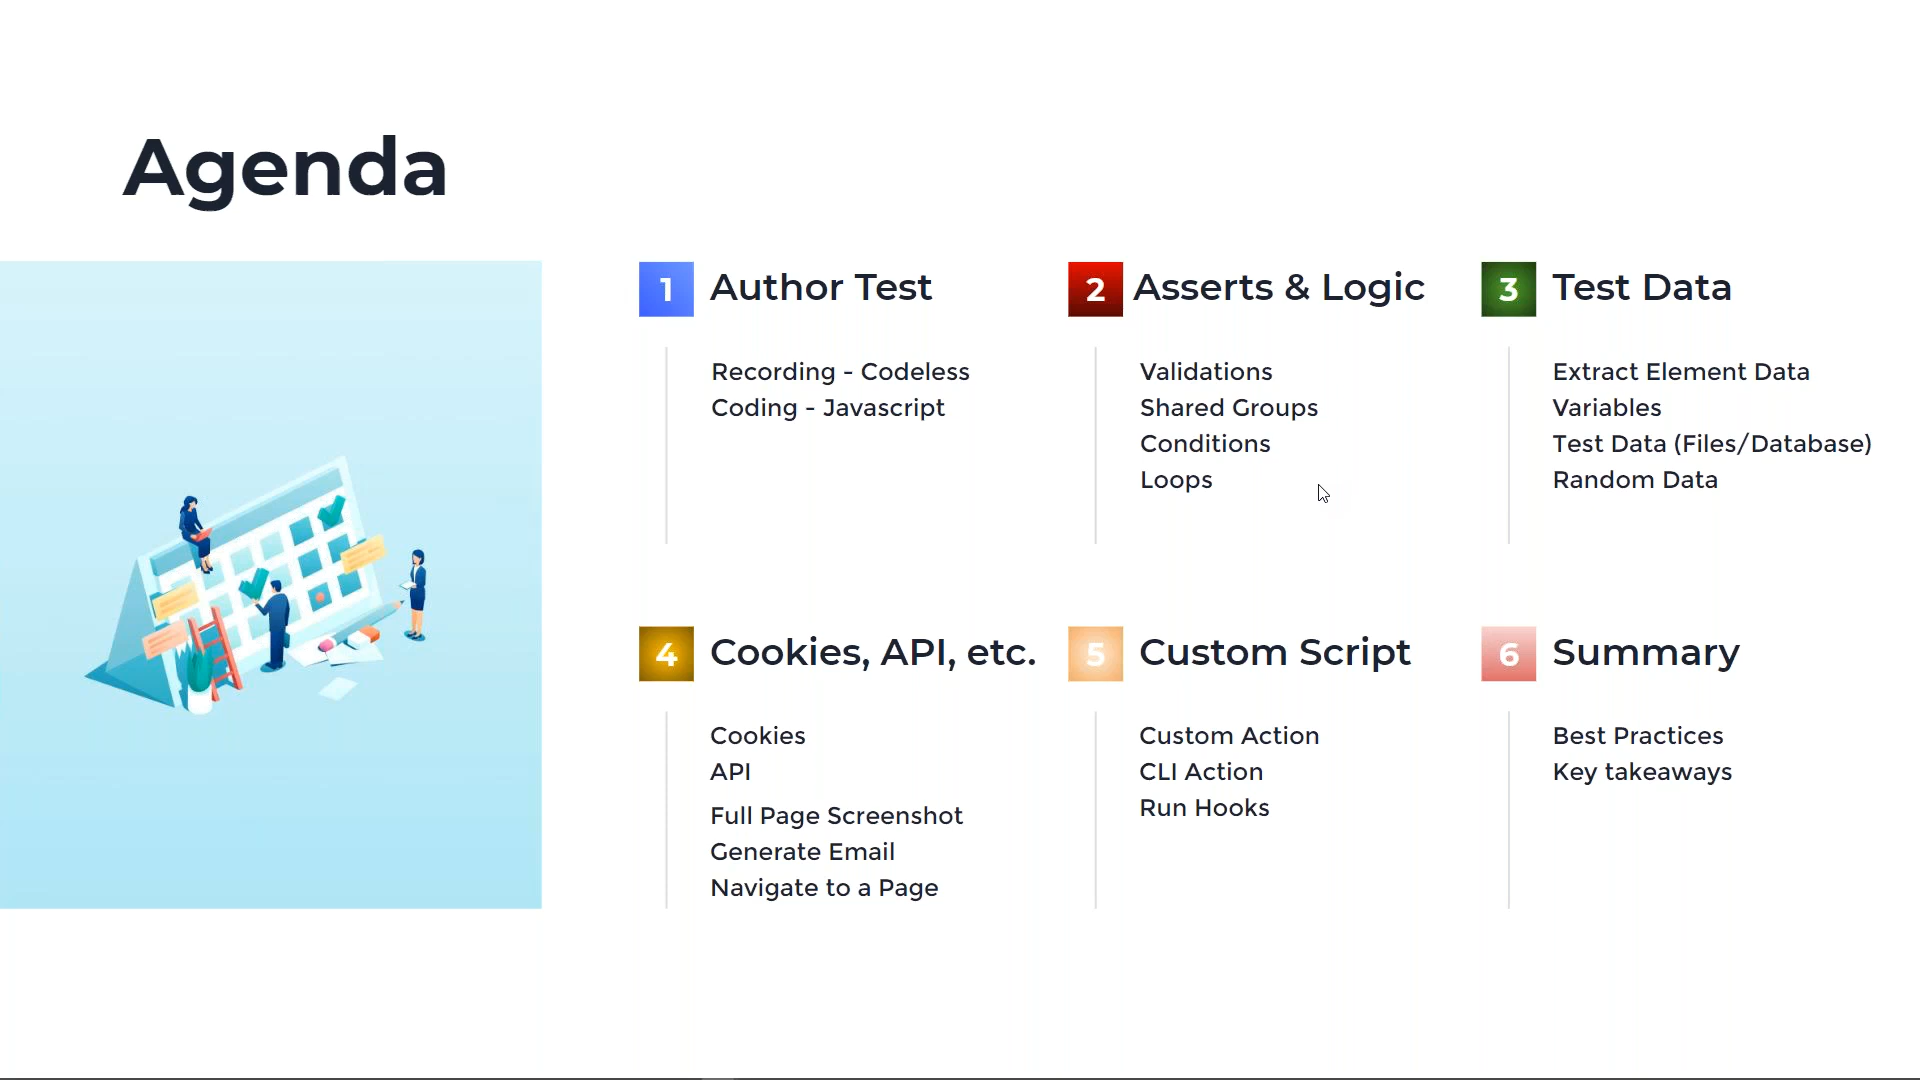 Agenda
1 Author Test
Recording - Codeless
Coding - Javascript
2 Asserts & Logic
Validations
Shared Groups
Conditions
Loops
3 Test Data
Extract Element Data
Variables
Test Data (Files/Database)
Random Data
4 Cookies, API, etc.
Cookies
API
Full Page Screenshot
Generate Email
Navigate to a Page
5 Custom Script
Custom Action
CLI Action
Run Hooks
6 Summary
Best Practices
Key takeaways